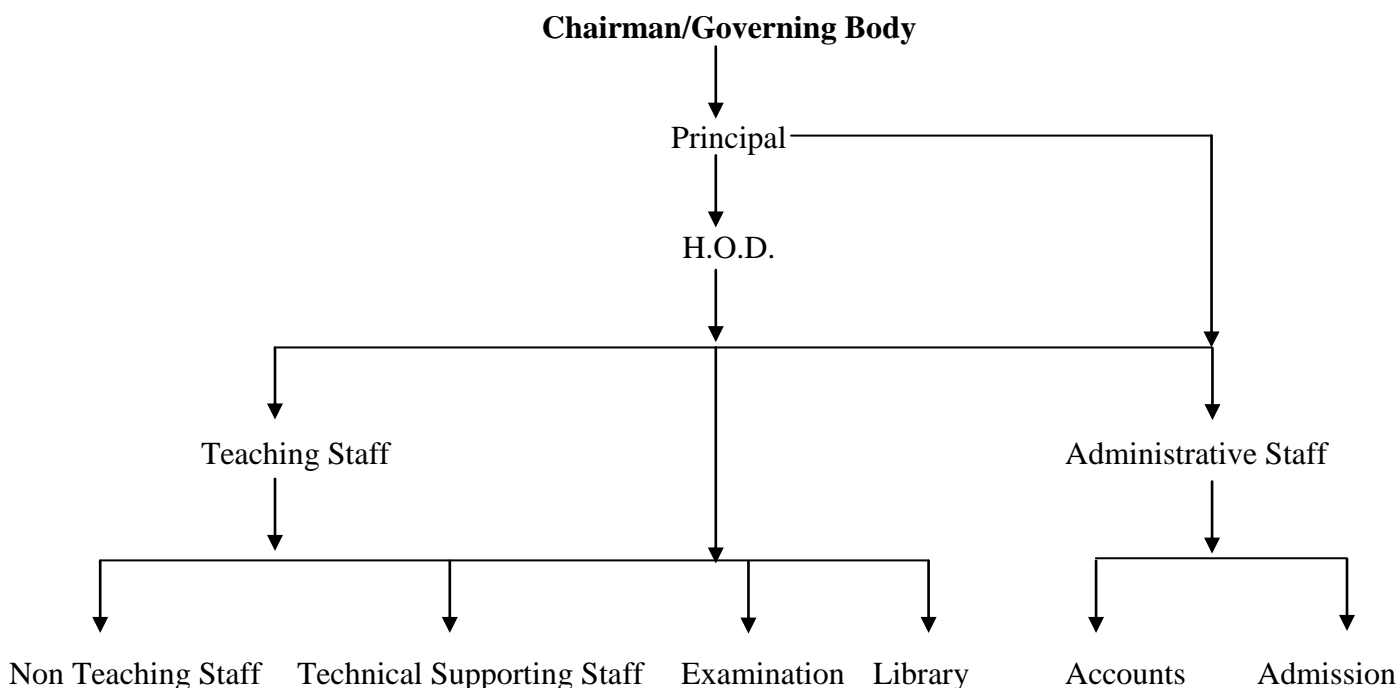 Chairman/Governing Body
Principal
H.O.D.
Teaching Staff Administrative Staff
Non Teaching Staff Technical Supporting Staff Examination Library Accounts Admission